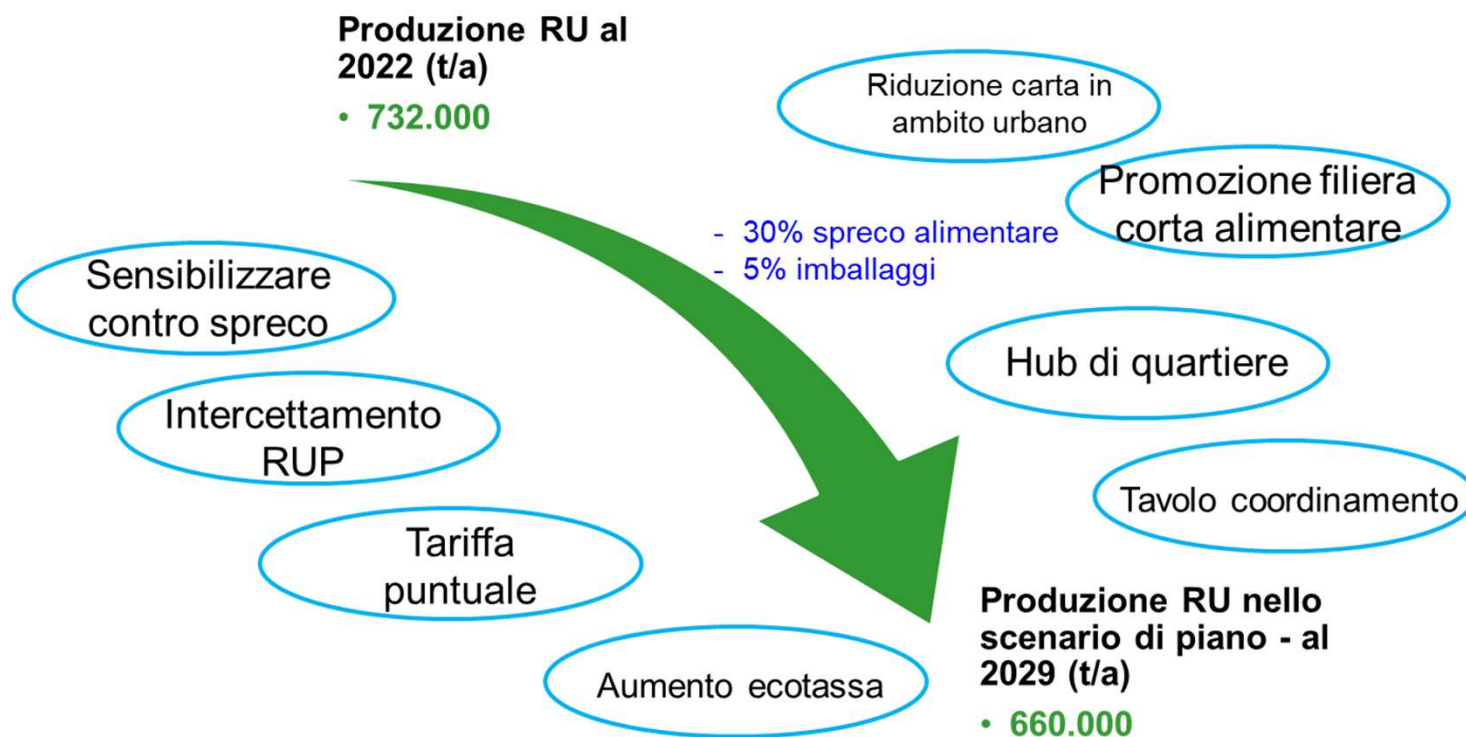 Produzione RU al
2022 (t/a)
• 732.000
Riduzione carta in
ambito urbano
Promozione filiera
corta alimentare
- 30% spreco alimentare
- 5% imballaggi
Sensibilizzare
contro spreco
Hub di quartiere
Intercettamento
RUP
Tavolo coordinamento
Tariffa
puntuale
Produzione RU nello
scenario di piano - al
2029 (t/a)
• 660.000
Aumento ecotassa